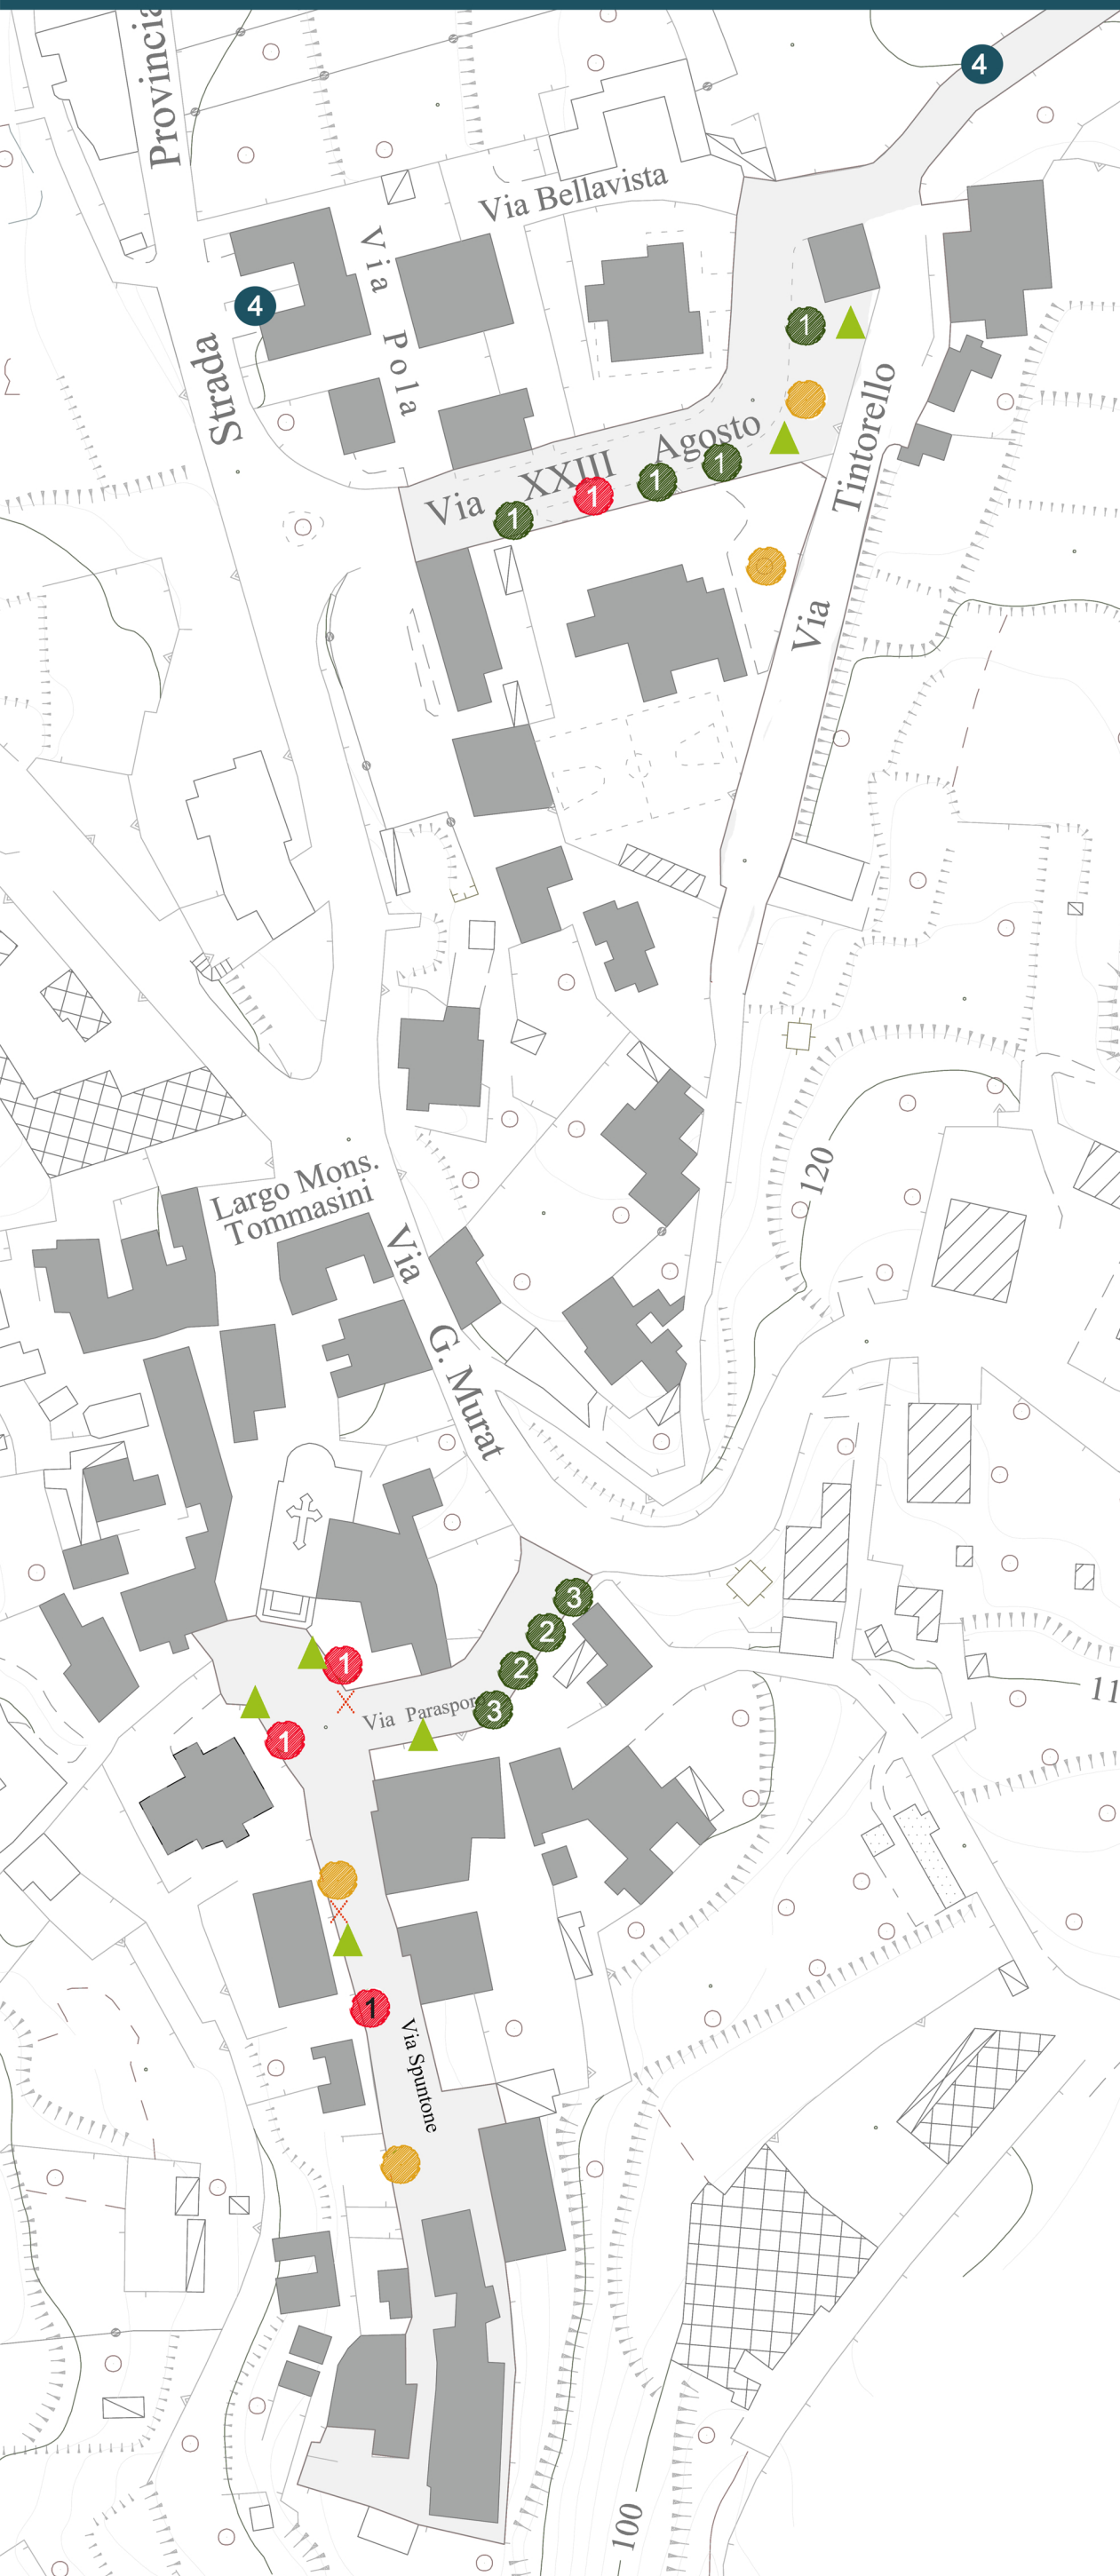 Provincia
4
Via Bellavista
Via Pola
4
Strada
1
Tintorello
Agosto
1
XXIII
1
1
Via
1
Via
Largo Mons.
Tommasini
120
Via
G. Murat
3
2
1
2
3
Via Paraspor
1
11
1
Via Spuntone
100